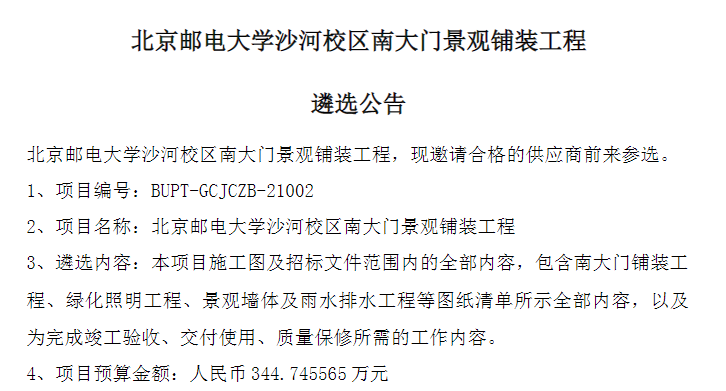 北京邮电大学沙河校区南大门景观铺装工程
遴选公告
北京邮电大学沙河校区南大门景观铺装工程，现邀请合格的供应商前来参选。
1、项目编号：BUPT-GCJCZB-21002
2、项目名称：北京邮电大学沙河校区南大门景观铺装工程
3、遴选内容：本项目施工图及招标文件范围内的全部内容，包含南大门铺装工
程、绿化照明工程、景观墙体及雨水排水工程等图纸清单所示全部内容，以及
为完成竣工验收、交付使用、质量保修所需的工作内容。
4、项目预算金额：人民币 344.745565 万元